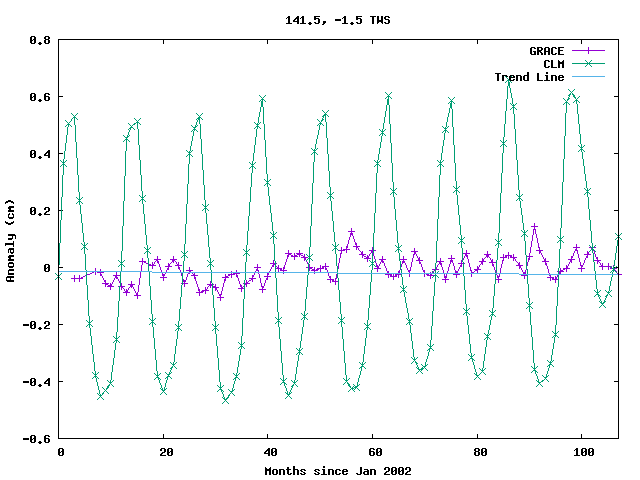 141.5, -1.5 TWS
GRACE
CLM
Trend Line
Anomaly (cm)
0.8
0.6
0.4
0.2
0
-0.2
-0.4
-0.6
0 20 40 60 80 100
Months since Jan 2002